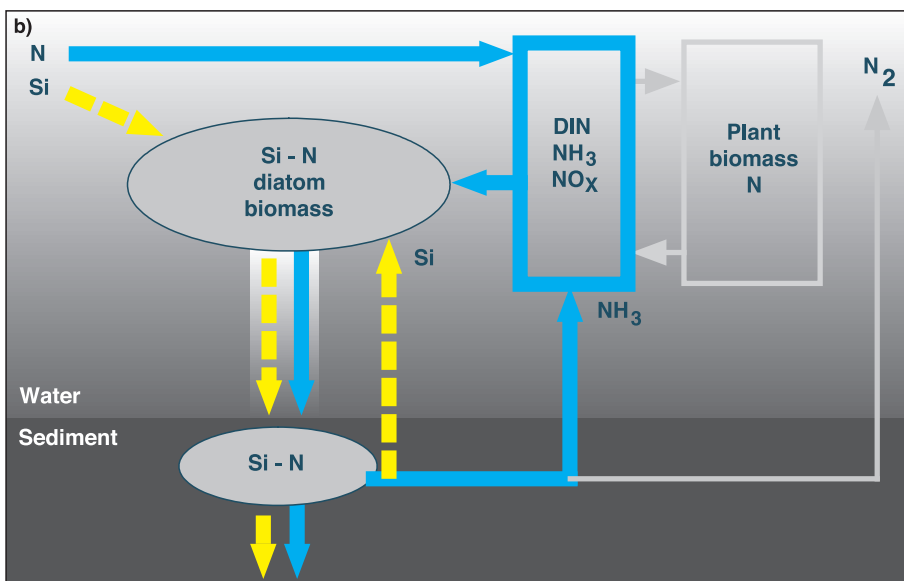 b)
N
Si
Si - N
diatom
biomass
DIN
NH3
NOX
Plant
biomass
N
N2
Si
NH3
Water
Sediment
Si - N